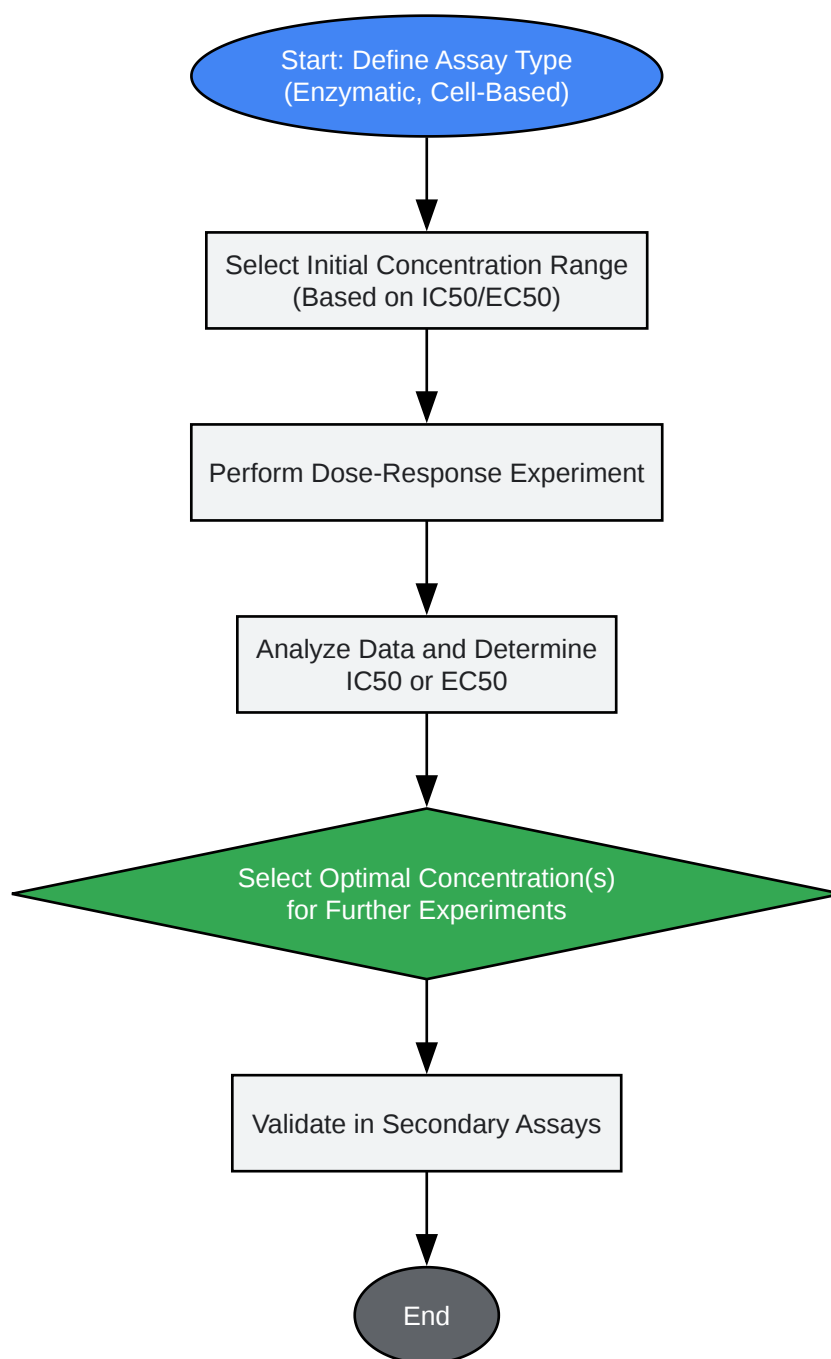 Start: Define Assay Type
(Enzymatic, Cell-Based)
Select Initial Concentration Range
(Based on IC50/EC50)
Perform Dose-Response Experiment
Analyze Data and Determine
IC50 or EC50
Select Optimal Concentration(s)
for Further Experiments
Validate in Secondary Assays
End